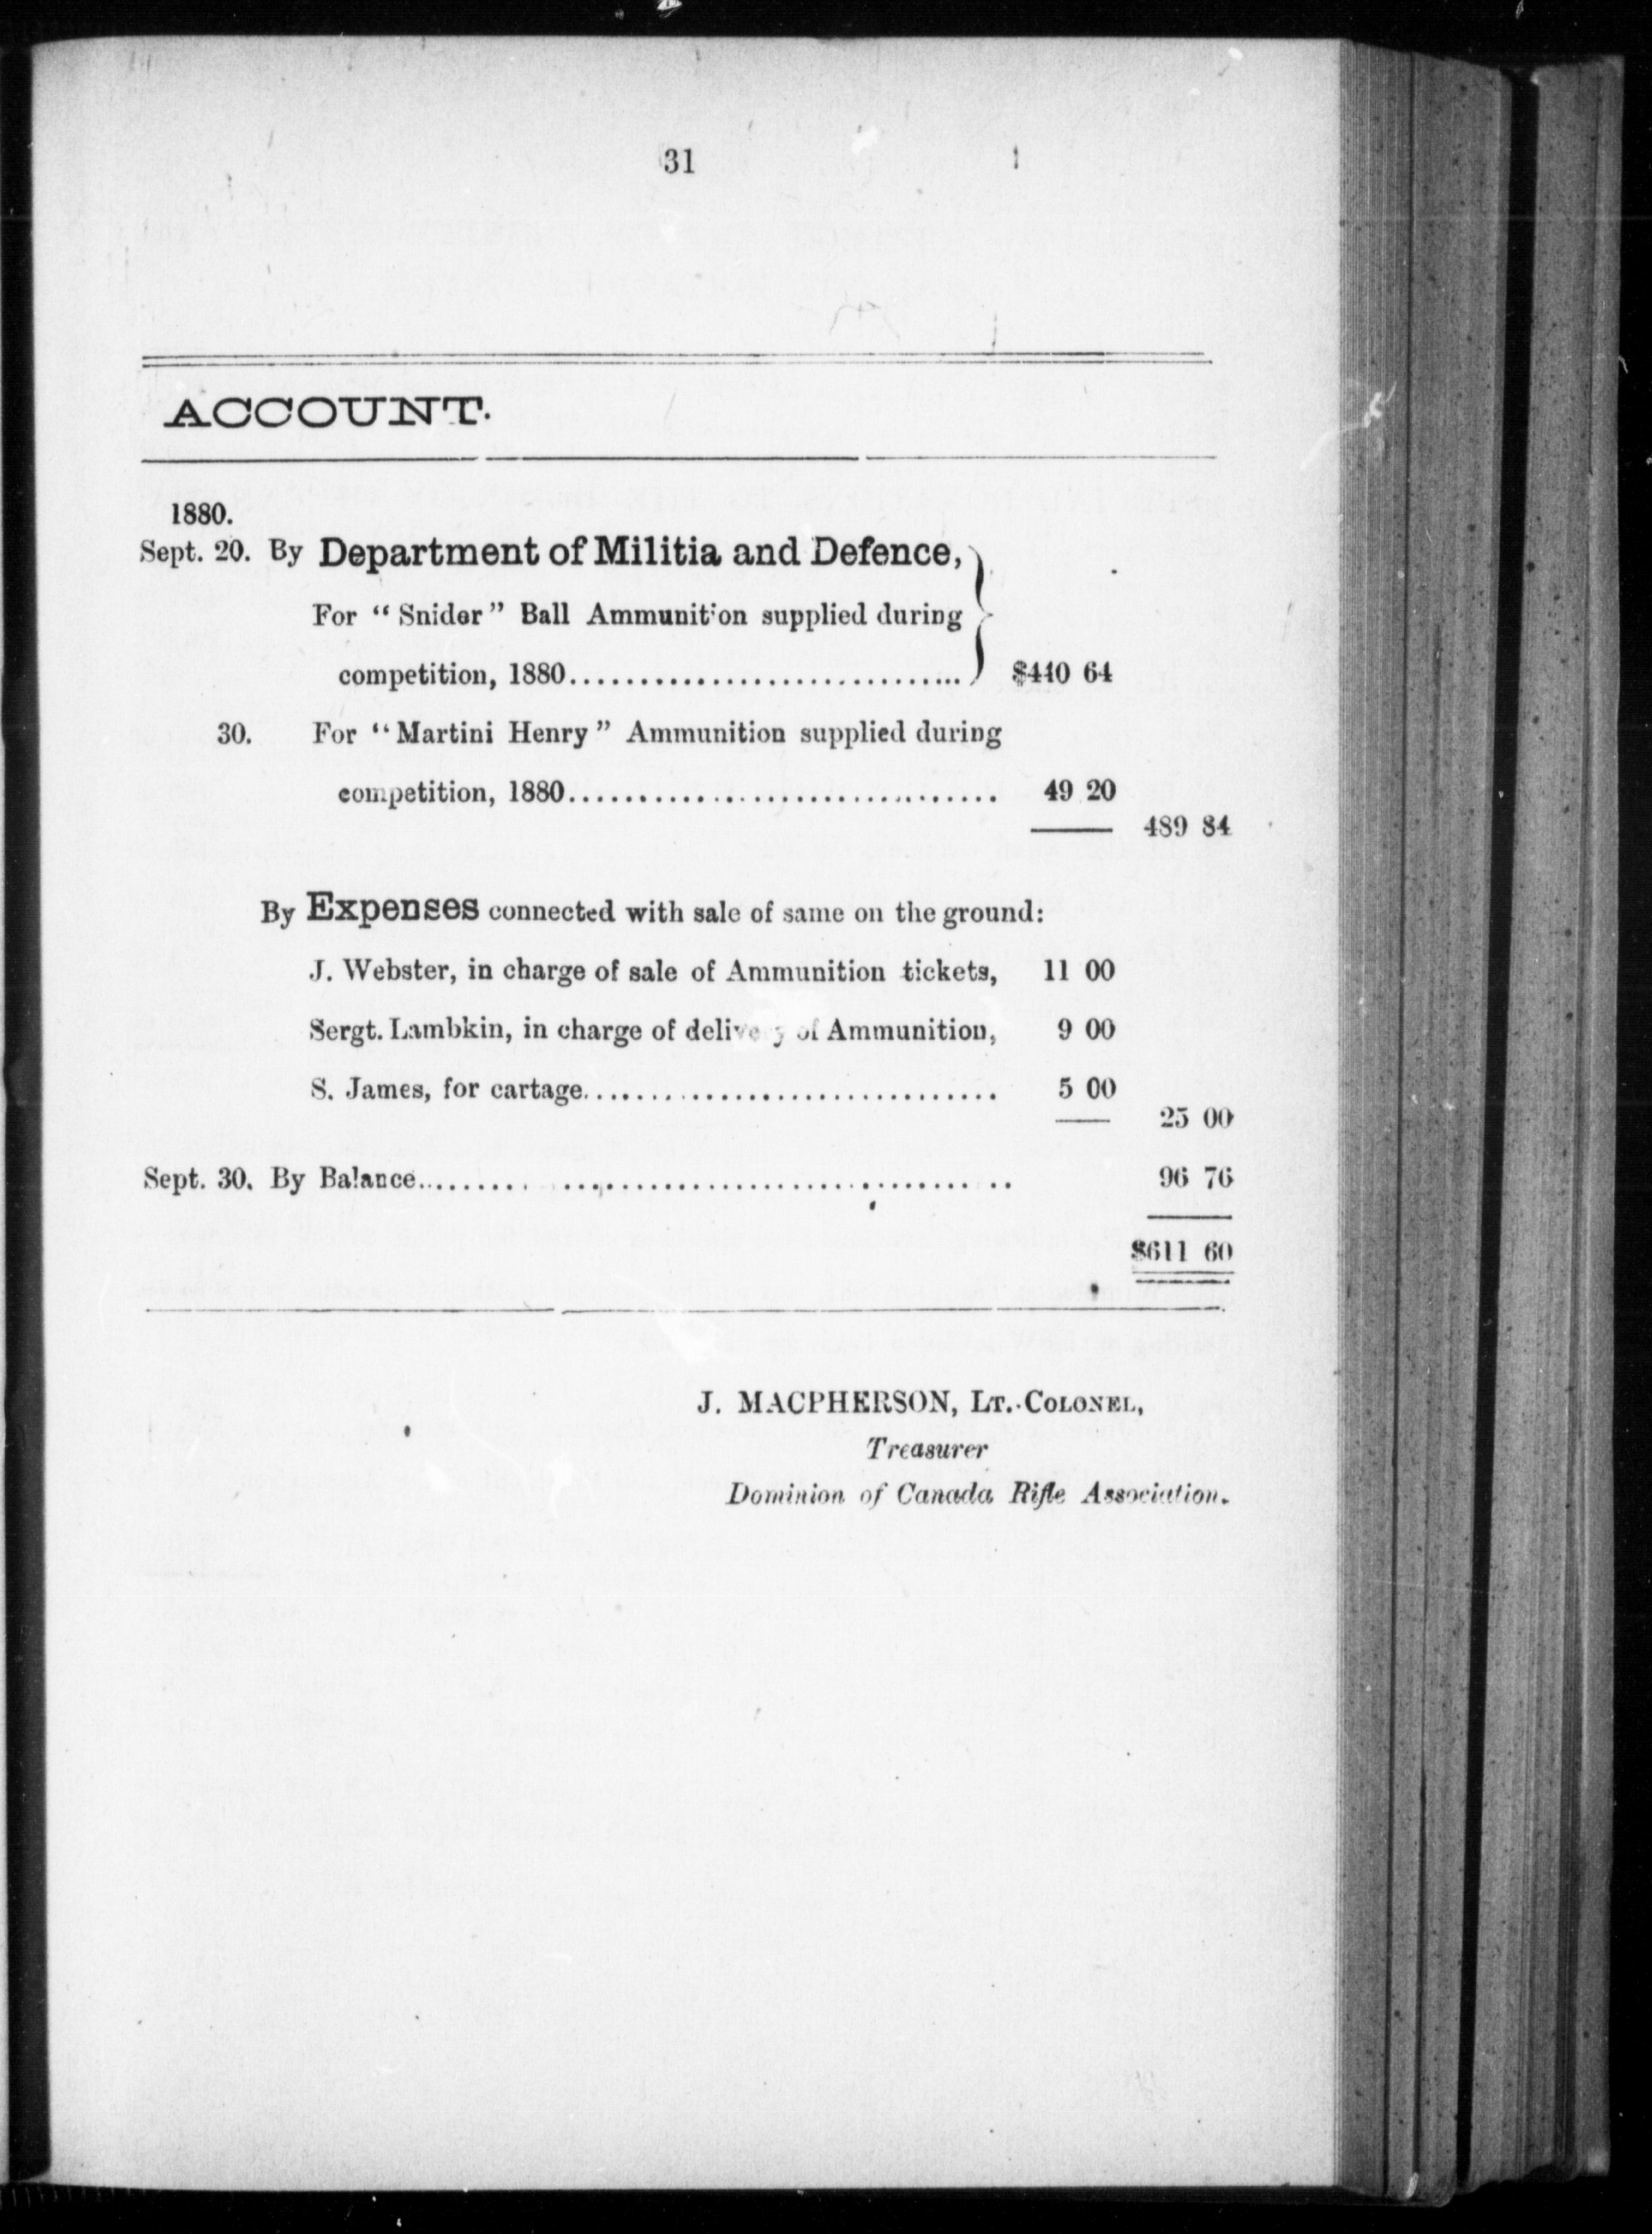 31
ACCOUNT.
1880.
Sept. 20. By Department of Militia and Defence,
For "Snider" Ball Ammunition supplied during
competition, 1880.............................. $440 64
30. For "Martini Henry" Ammunition supplied during
competition, 1880.............................. 49 20
489 84
By Expenses connected with sale of same on the ground:
J. Webster, in charge of sale of Ammunition tickets, 11 00
Sergt. Lambkin, in charge of delivery of Ammunition, 9 00
S. James, for cartage.............................. 5 00
25 00
Sept. 30. By Balance.............................. 96 76
$611 60
J. MACPHERSON, LT.-COLONEL,
Treasurer
Dominion of Canada Rifle Association.